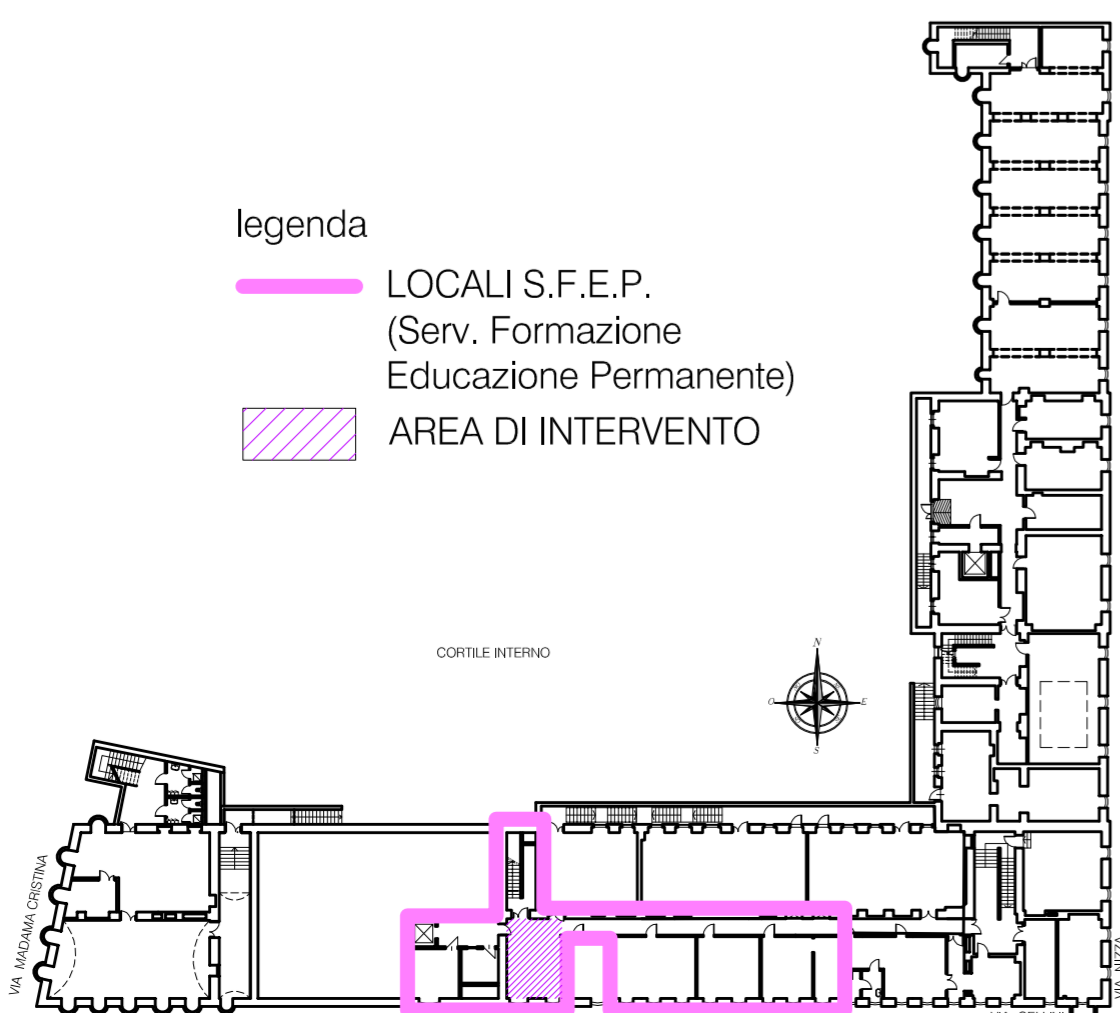 legenda
LOCALI S.F.E.P.
(Serv. Formazione
Educazione Permanente)
AREA DI INTERVENTO
CORTILE INTERNO
N
O
E
S
VIA MADAMA CRISTINA
VIA NIZZA